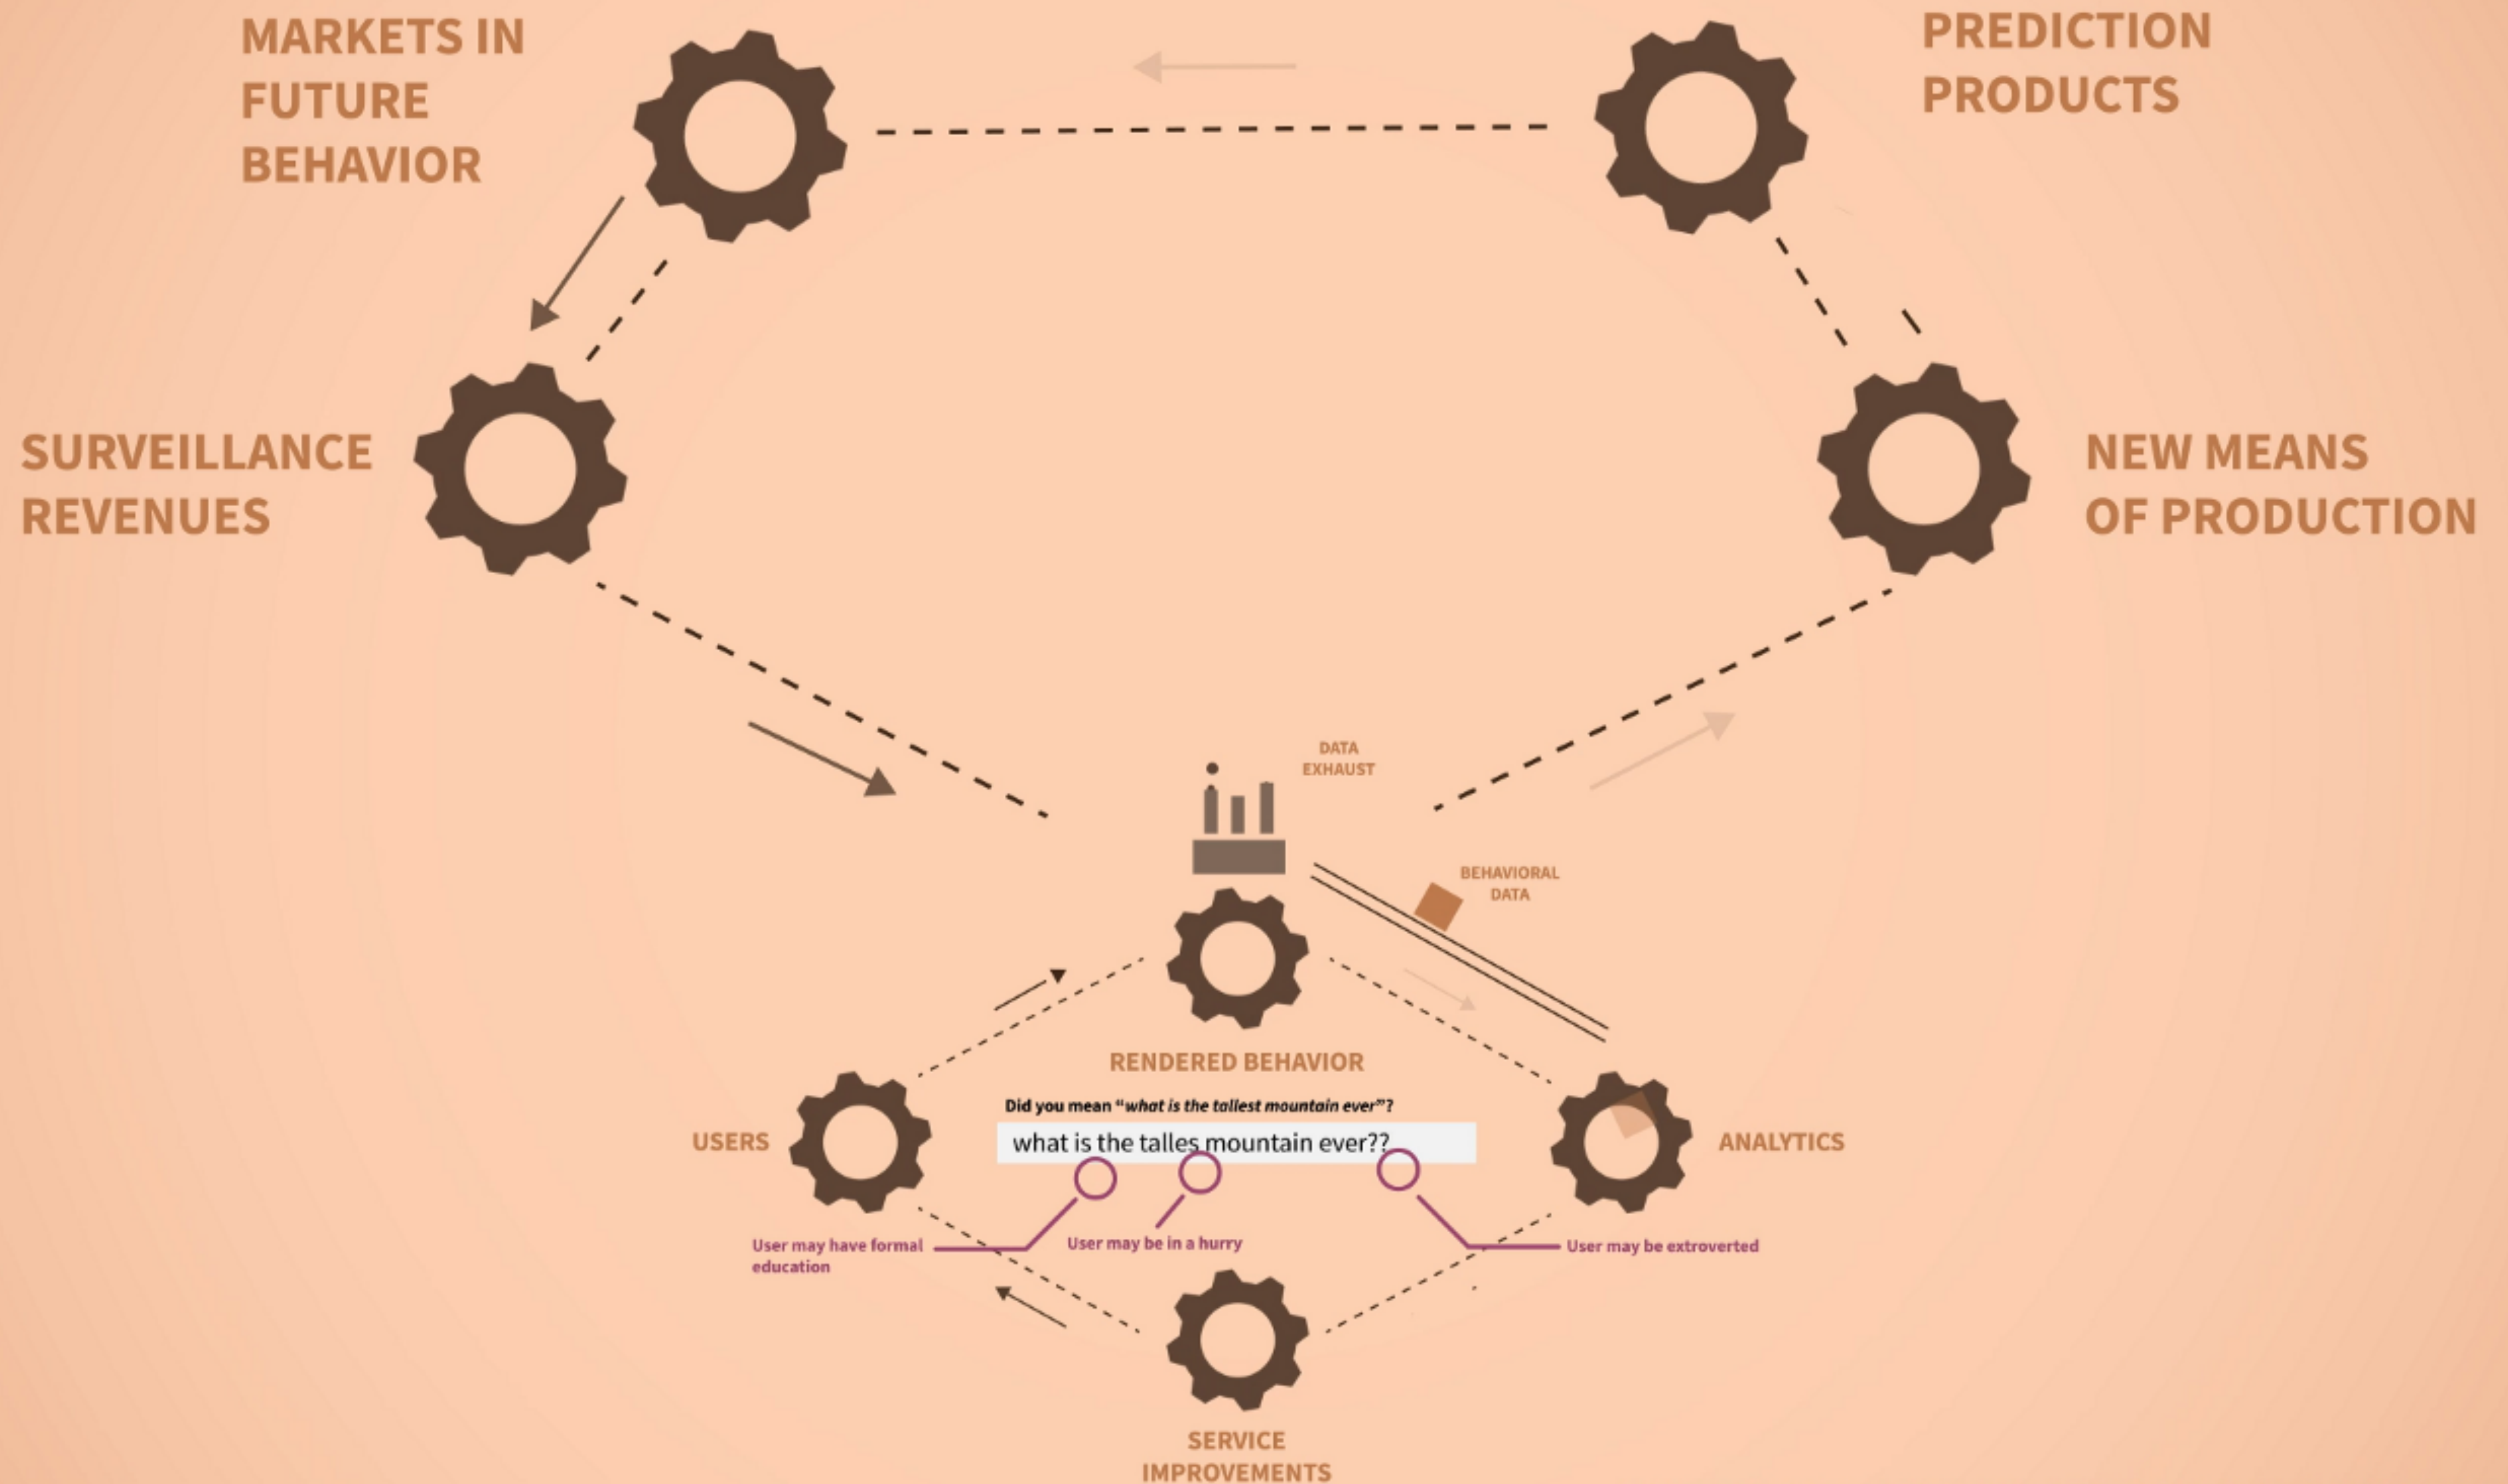 MARKETS IN
FUTURE
BEHAVIOR
PREDICTION
PRODUCTS
SURVEILLANCE
REVENUES
NEW MEANS
OF PRODUCTION
DATA
EXHAUST
BEHAVIORAL
DATA
RENDERED BEHAVIOR
Did you mean “what is the tallest mountain ever”?
what is the talles mountain ever??
USERS
ANALYTICS
User may have formal
education
User may be in a hurry
User may be extroverted
SERVICE
IMPROVEMENTS